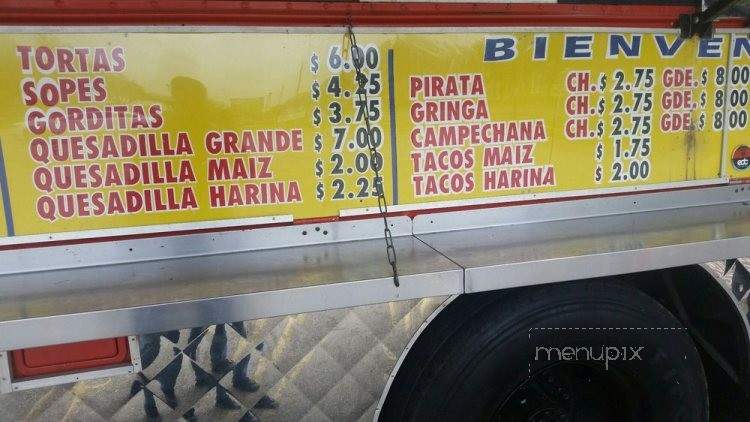 TORTAS $ 6.00
SOPES $ 4.25
GORDITAS $ 3.75
QUESADILLA GRANDE $ 7.00
QUESADILLA MAIZ $ 2.00
QUESADILLA HARINA $ 2.25
BIENVEN
PIRATA CH. $ 2.75 GDE. $ 8 00
GRINGA CH. $ 2.75 GDE. $ 8 00
CAMPECHANA CH. $ 2.75 GDE. $ 8 00
TACOS MAIZ $ 1.75
TACOS HARINA $ 2.00
menupix